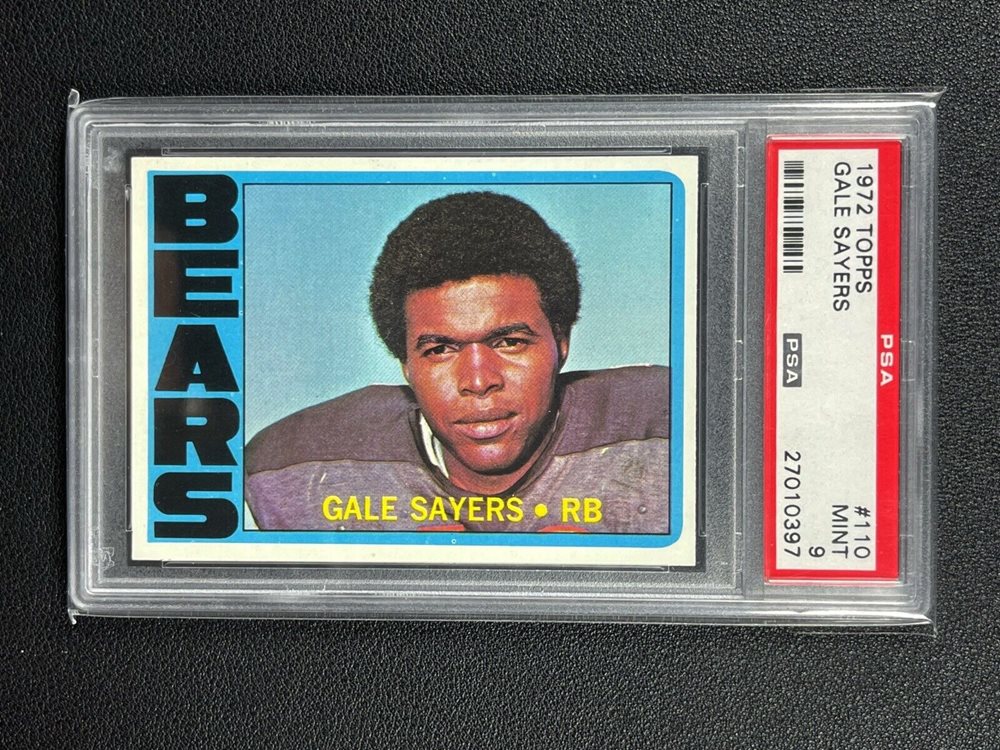 BEARS
GALE SAYERS • RB
1972 TOPPS
GALE SAYERS
#110
MINT
9
PSA
27010397
PSA